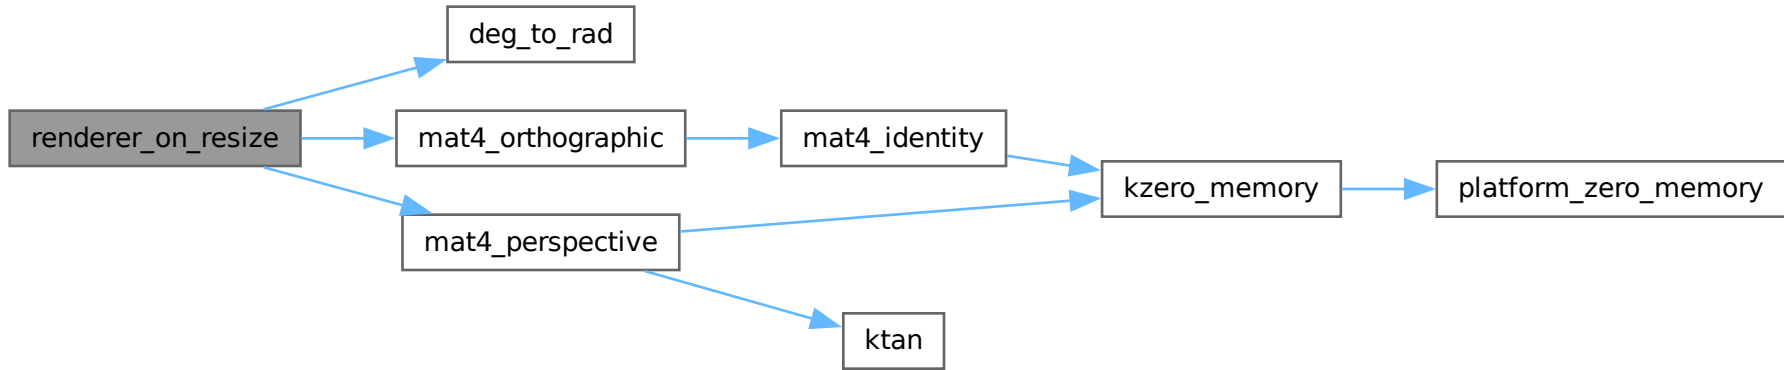 deg_to_rad
renderer_on_resize
mat4_orthographic
mat4_identity
kzero_memory
platform_zero_memory
mat4_perspective
ktan